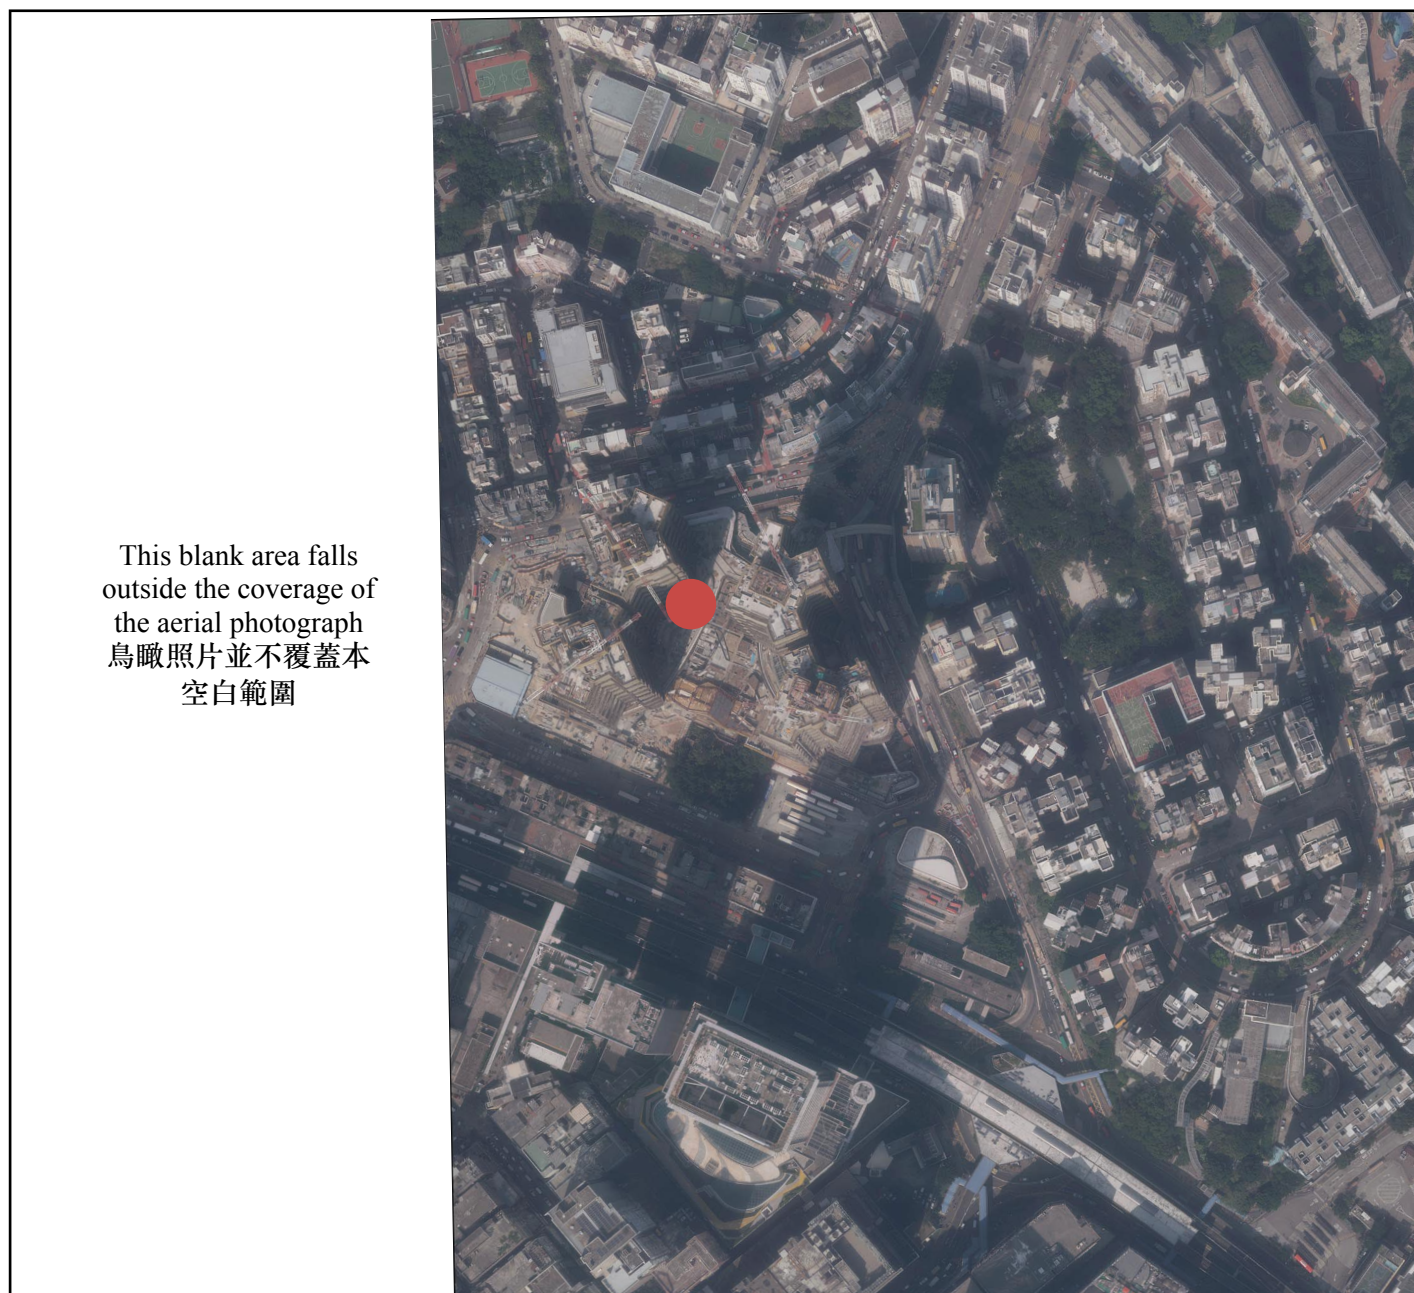 This blank area falls
outside the coverage of
the aerial photograph
鳥瞰照片並不覆蓋本
空白範圍